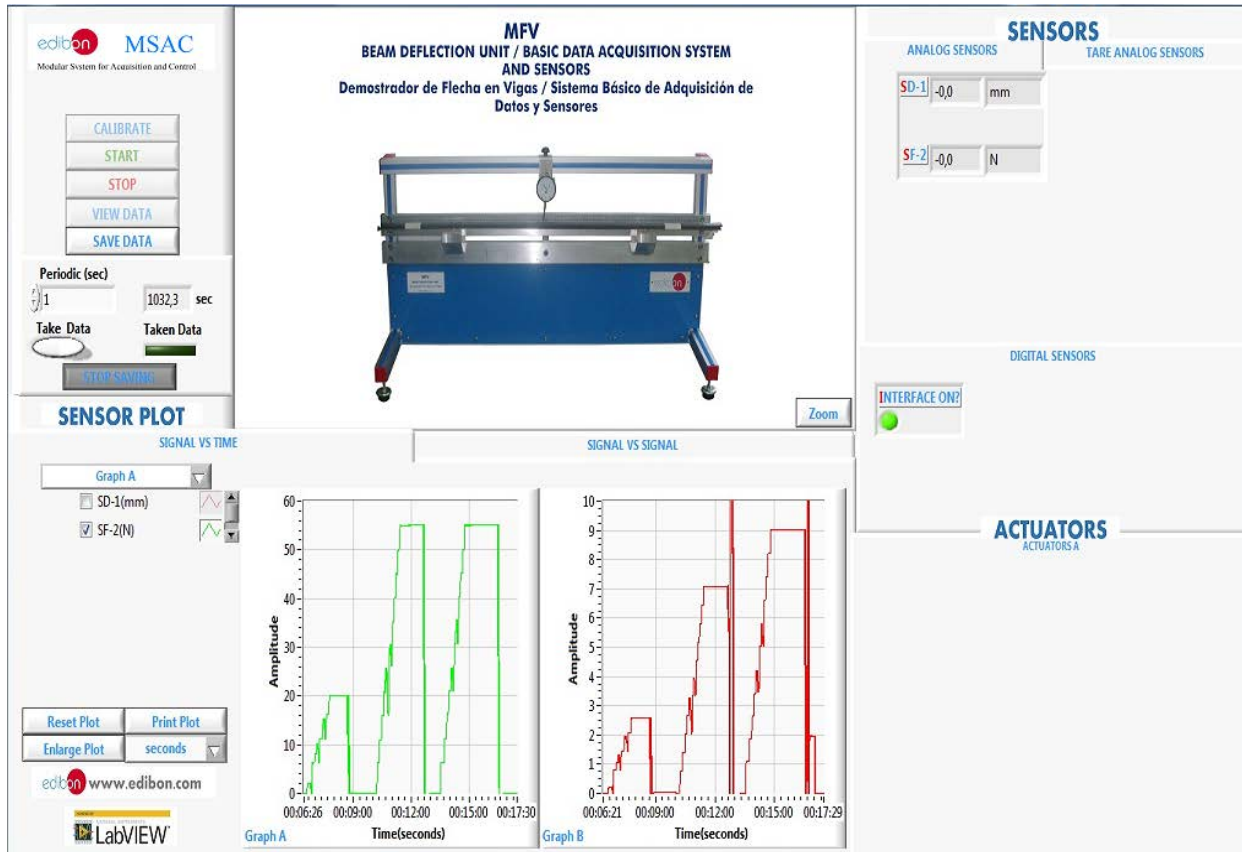 edibon MSAC
Modular System for Acquisition and Control
CALIBRATE
START
STOP
VIEW DATA
SAVE DATA
Periodic (sec)
1
1032,3 sec
Take Data
Taken Data
STOP SAVING
MFV
BEAM DEFLECTION UNIT / BASIC DATA ACQUISITION SYSTEM
AND SENSORS
Demostrador de Flecha en Vigas / Sistema Básico de Adquisición de
Datos y Sensores
edibon
Zoom
SENSORS
ANALOG SENSORS
TARE ANALOG SENSORS
SD-1 -0,0 mm
SF-2 -0,0 N
DIGITAL SENSORS
INTERFACE ON?
ACTUATORS
ACTUATORS A
SENSOR PLOT
SIGNAL VS TIME
SIGNAL VS SIGNAL
Graph A
SD-1(mm)
SF-2(N)
Reset Plot
Print Plot
Enlarge Plot
seconds
edibon www.edibon.com
LabVIEW
Amplitude
60
50
40
30
20
10
0
00:06:26 00:09:00 00:12:00 00:15:00 00:17:30
Time(seconds)
Graph A
Amplitude
10
9
8
7
6
5
4
3
2
1
0
00:06:21 00:09:00 00:12:00 00:15:00 00:17:29
Time(seconds)
Graph B